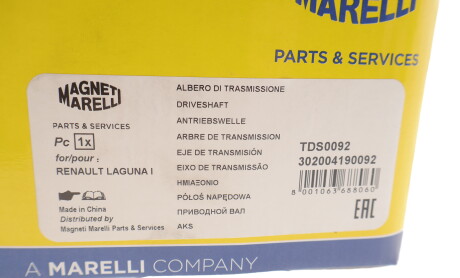 MARELLI
PARTS & SERVICES
MAGNETI
MARELLI
PARTS & SERVICES
Pc 1x
for/pour :
RENAULT LAGUNA I
Made in China
Distributed by
Magneti Marelli Parts & Services
ALBERO DI TRASMISSIONE
DRIVESHAFT
ANTRIEBSWELLE
ARBRE DE TRANSMISSION
EJE DE TRANSMISIÓN
EIXO DE TRANSMISSÃO
ΗΜΙΑΞΟΝΙΟ
PÓŁOŚ NAPĘDOWA
ПРИВОДНОЙ ВАЛ
AKS
TDS0092
302004190092
8 001063 688060
EAC
A MARELLI COMPANY